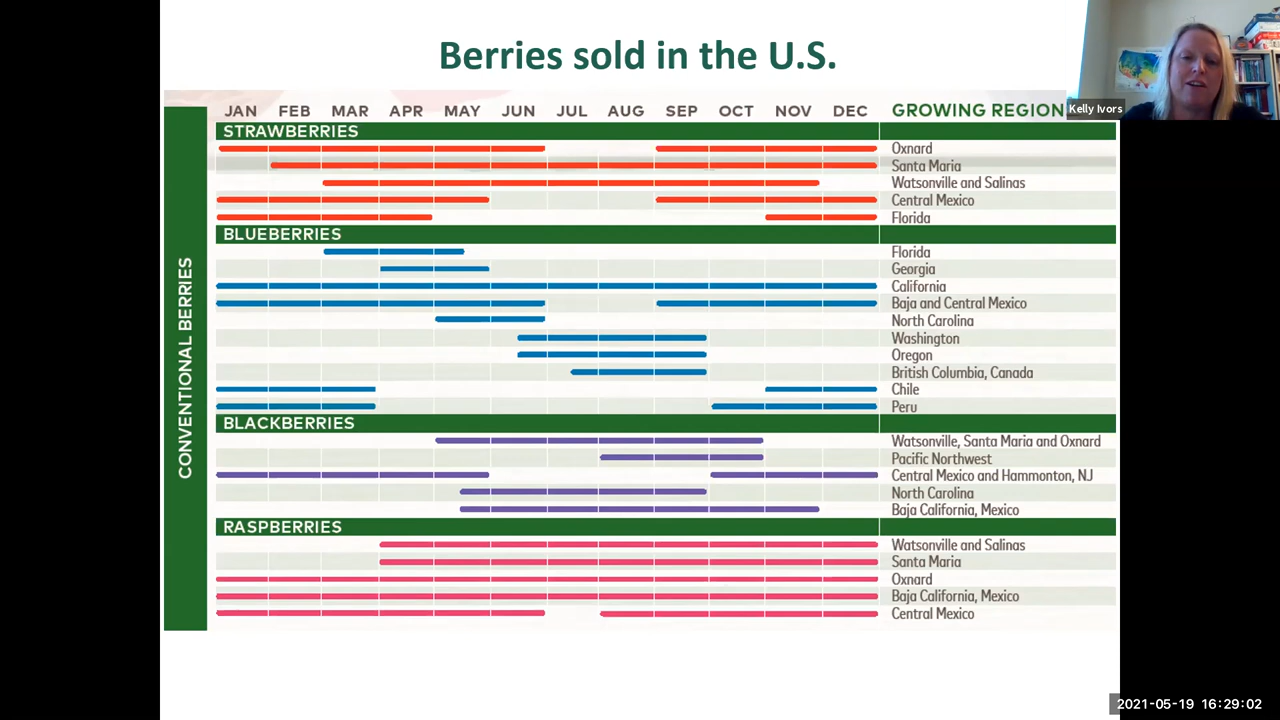 Berries sold in the U.S.
Kelly Ivors
JAN FEB MAR APR MAY JUN JUL AUG SEP OCT NOV DEC GROWING REGION
CONVENTIONAL BERRIES
STRAWBERRIES
Oxnard
Santa Maria
Watsonville and Salinas
Central Mexico
Florida
BLUEBERRIES
Florida
Georgia
California
Baja and Central Mexico
North Carolina
Washington
Oregon
British Columbia, Canada
Chile
Peru
BLACKBERRIES
Watsonville, Santa Maria and Oxnard
Pacific Northwest
Central Mexico and Hammonton, NJ
North Carolina
Baja California, Mexico
RASPBERRIES
Watsonville and Salinas
Santa Maria
Oxnard
Baja California, Mexico
Central Mexico
2021-05-19 16:29:02